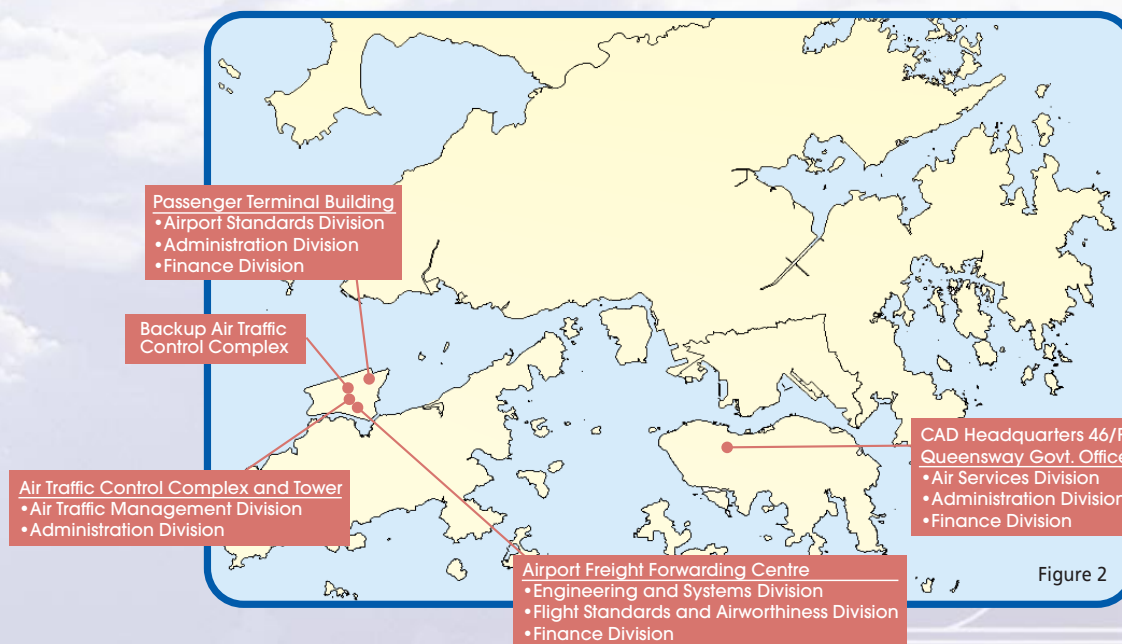 Passenger Terminal Building
•Airport Standards Division
•Administration Division
•Finance Division
Backup Air Traffic
Control Complex
Air Traffic Control Complex and Tower
•Air Traffic Management Division
•Administration Division
CAD Headquarters 46/F
Queensway Govt. Office
•Air Services Division
•Administration Division
•Finance Division
Airport Freight Forwarding Centre
•Engineering and Systems Division
•Flight Standards and Airworthiness Division
•Finance Division
Figure 2